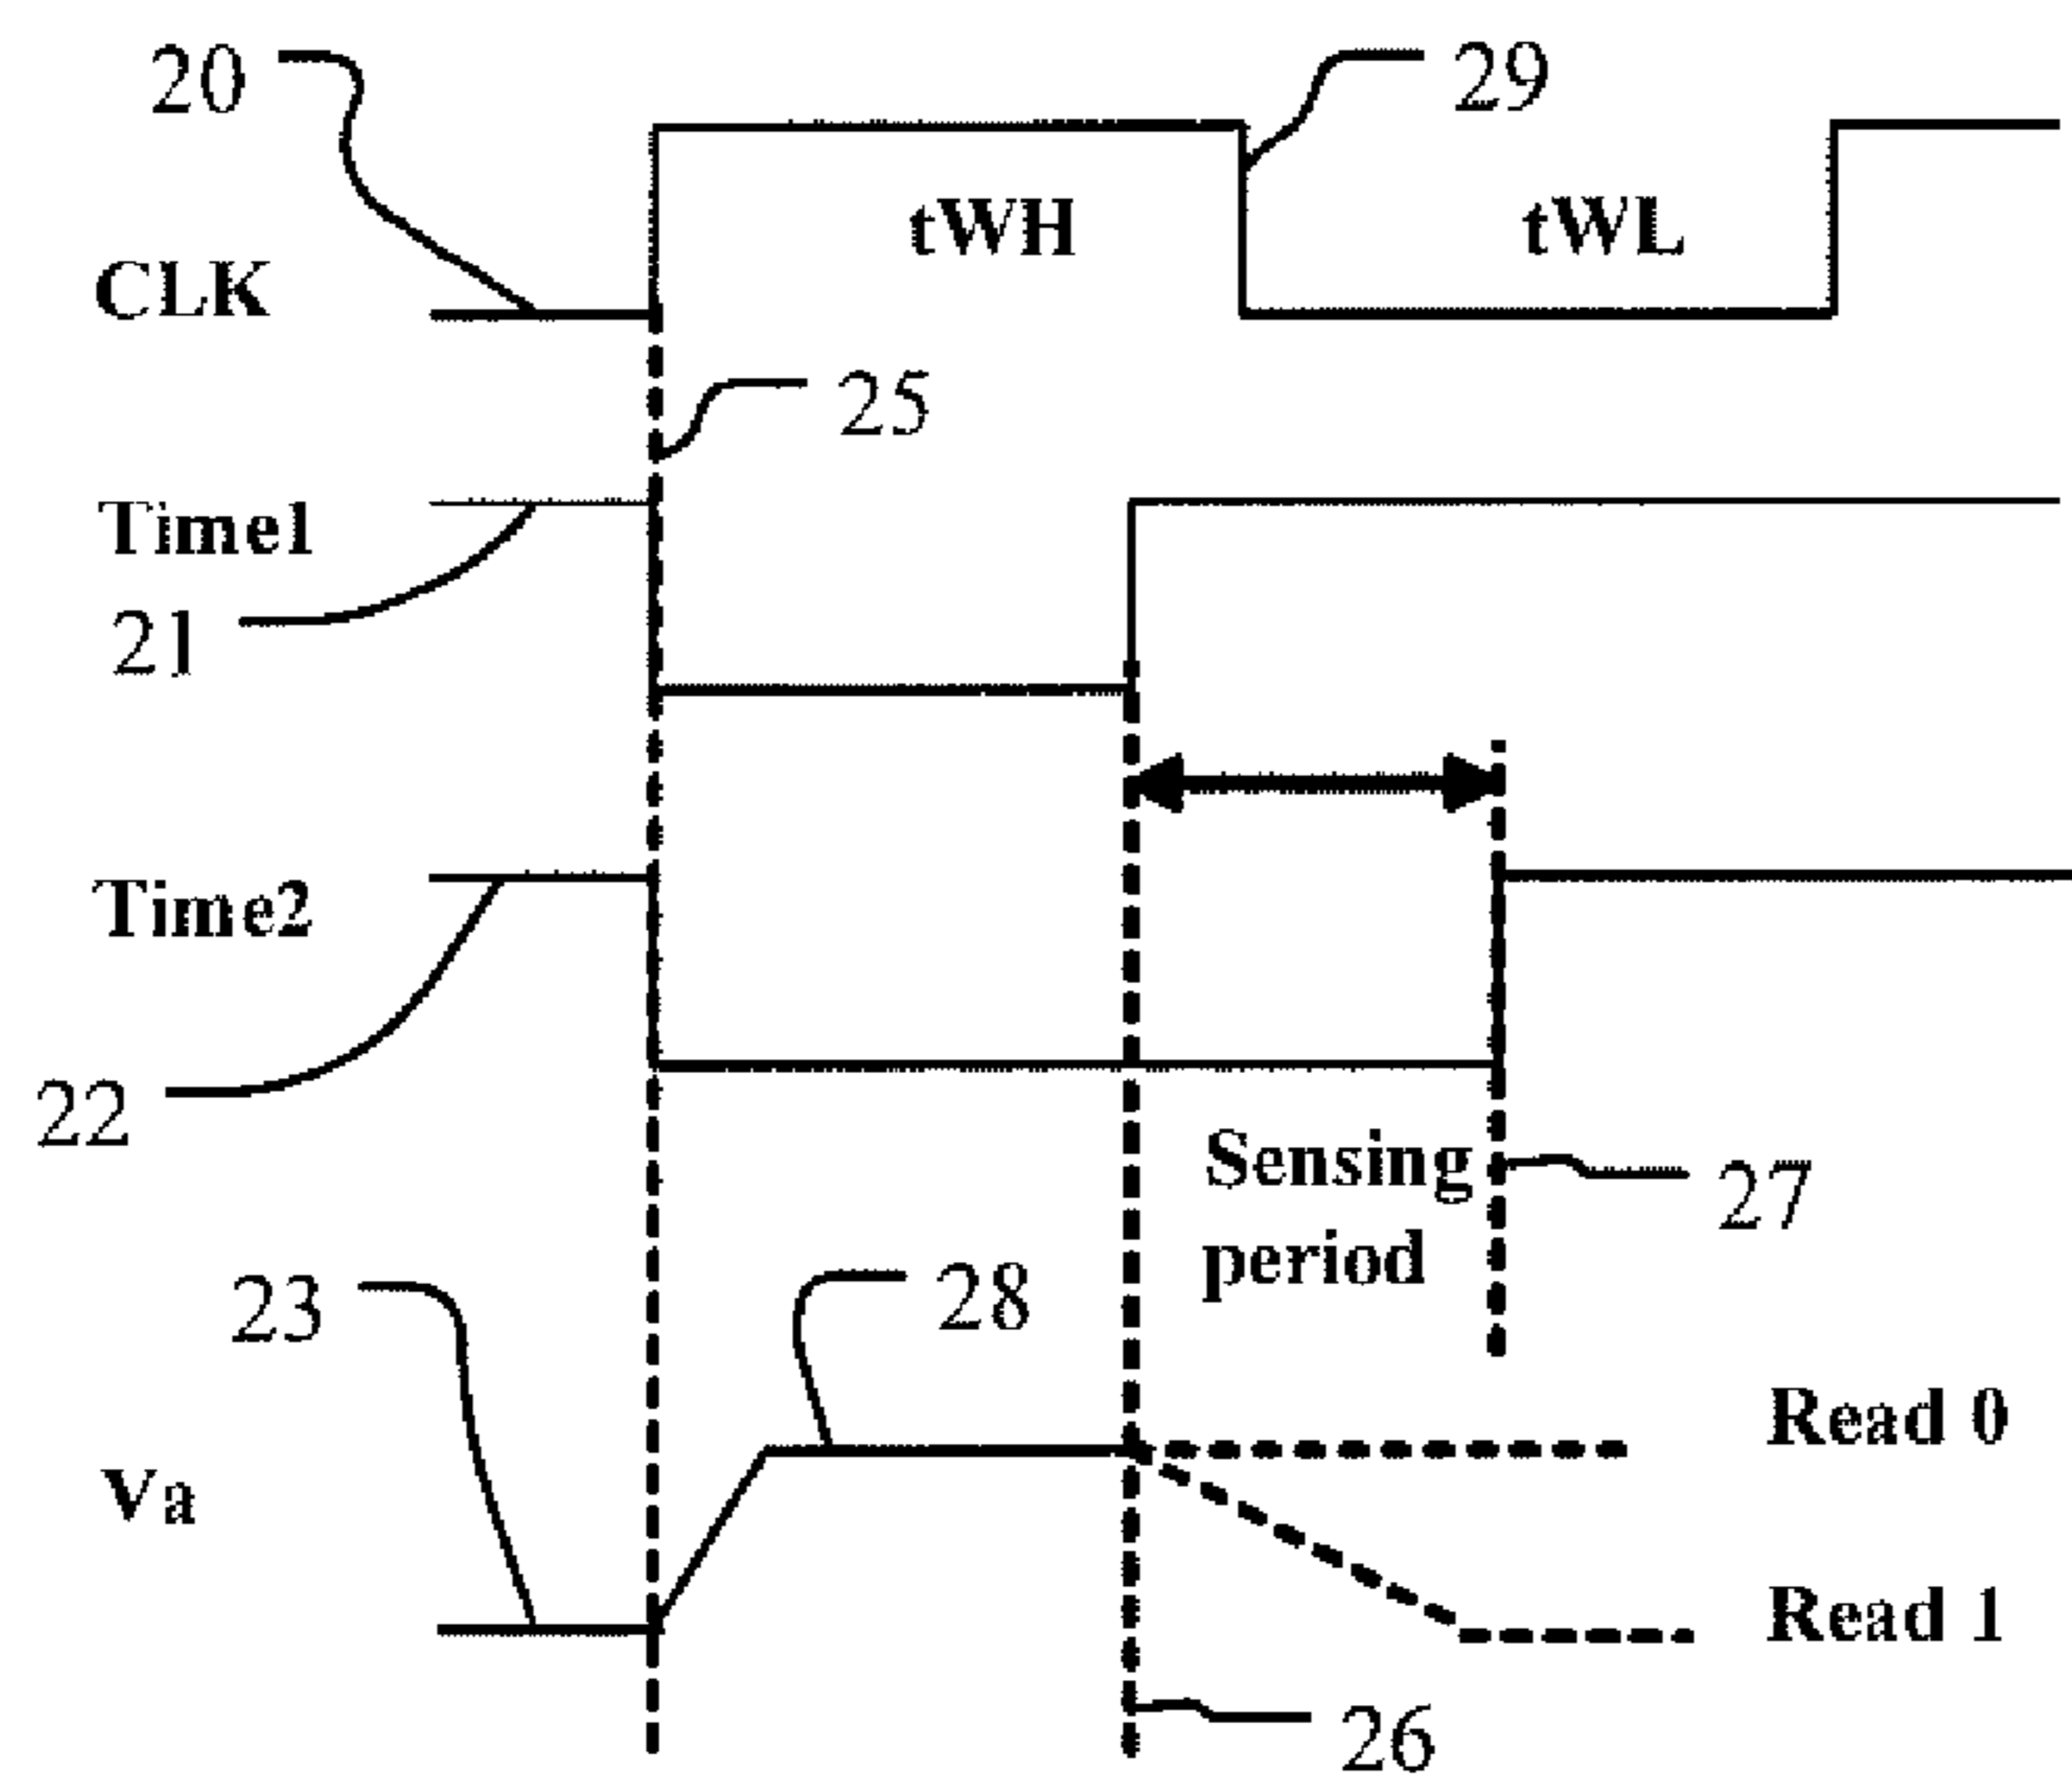 20
29
tWH
tWL
CLK
25
Time1
21
Time2
22
Sensing
period
27
23
28
Read 0
Va
Read 1
26